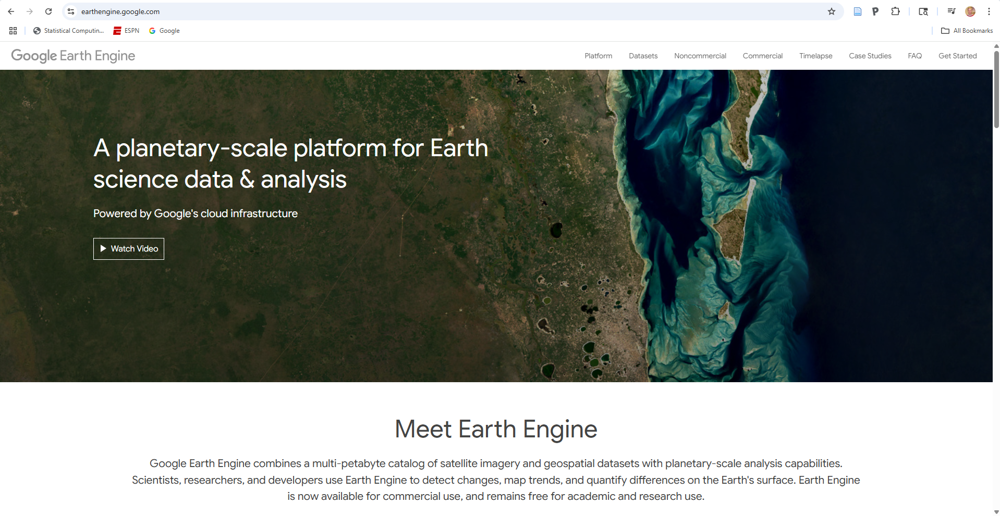 earthengine.google.com
Statistical Computin...
ESPN
Google
All Bookmarks
Google Earth Engine
Platform
Datasets
Noncommercial
Commercial
Timelapse
Case Studies
FAQ
Get Started
A planetary-scale platform for Earth
science data & analysis
Powered by Google's cloud infrastructure
Watch Video
Meet Earth Engine
Google Earth Engine combines a multi-petabyte catalog of satellite imagery and geospatial datasets with planetary-scale analysis capabilities.
Scientists, researchers, and developers use Earth Engine to detect changes, map trends, and quantify differences on the Earth's surface. Earth Engine
is now available for commercial use, and remains free for academic and research use.